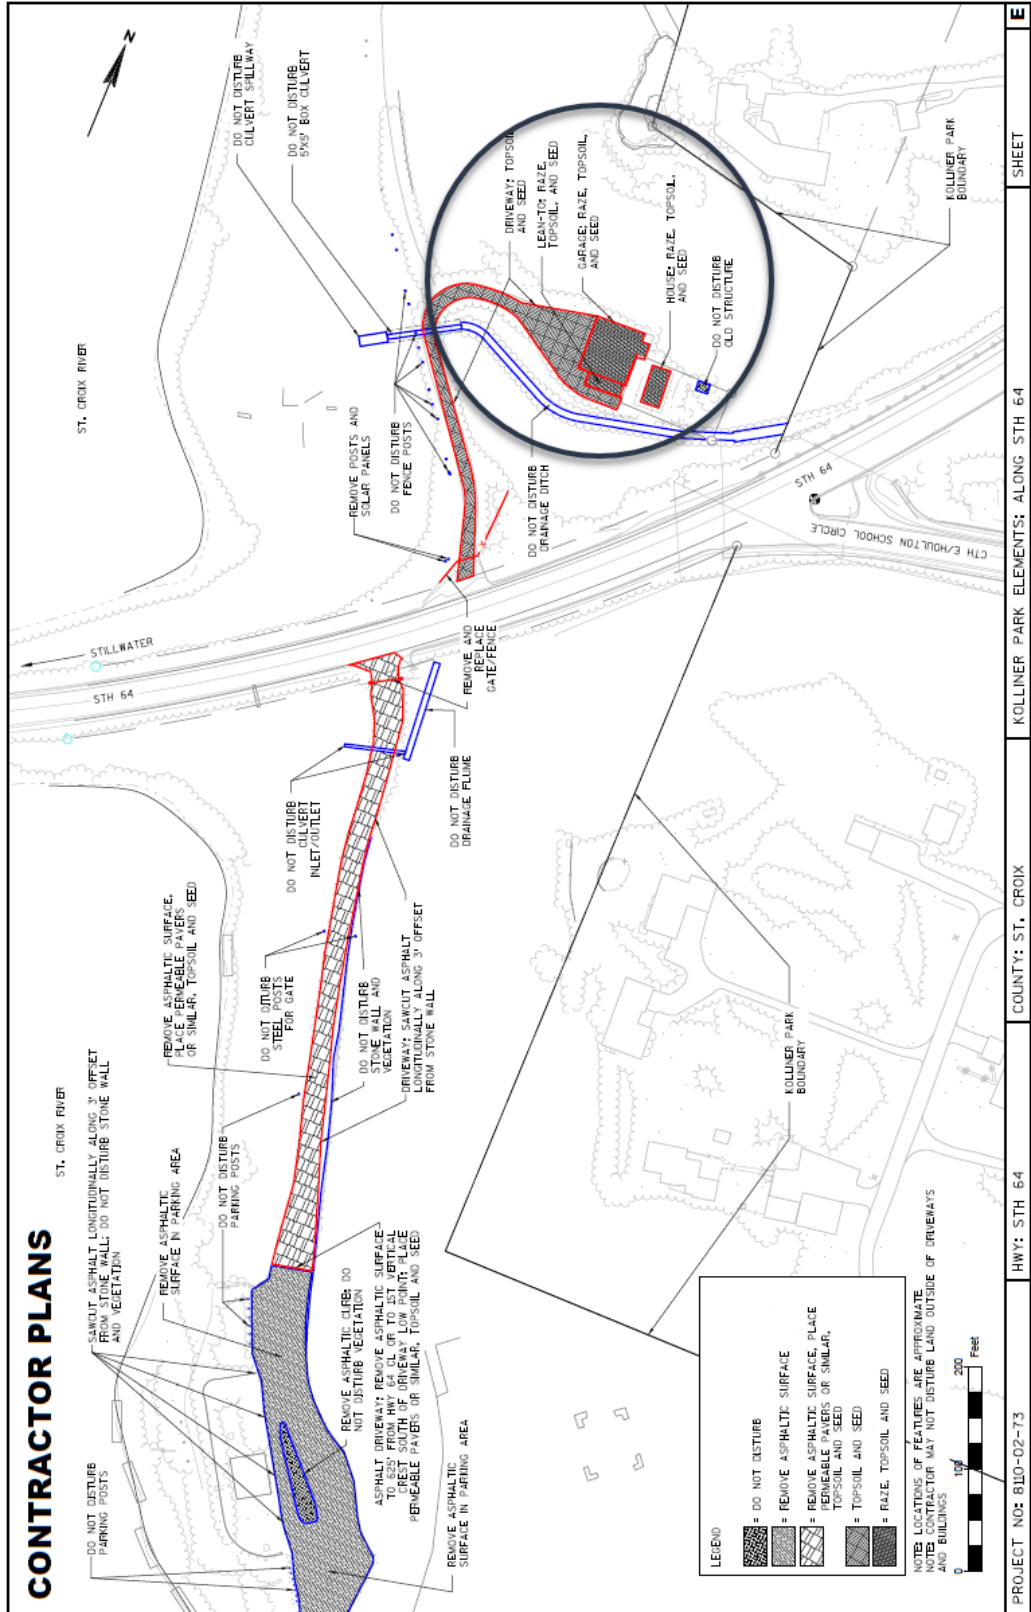 CONTRACTOR PLANS
ST. CROIX RIVER
ST. CROIX RIVER
N
DO NOT DISTURB
PARKING POSTS
SAWCUT ASPHALT LONGITUDINALLY ALONG 3' OFFSET
FROM STONE WALL; DO NOT DISTURB STONE WALL
AND VEGETATION
REMOVE ASPHALTIC
SURFACE IN PARKING AREA
DO NOT DISTURB
PARKING POSTS
REMOVE ASPHALTIC SURFACE,
PLACE PERMEABLE PAVERS
OR SIMILAR, TOPSOIL AND SEED
DO NOT DITURB
STEEL POSTS
FOR GATE
DO NOT DISTURB
CULVERT
INLET/OUTLET
STH 64
STILLWATER
DO NOT DISTURB
STONE WALL AND
VEGETATION
DRIVEWAY: SAWCUT ASPHALT
LONGITUDINALLY ALONG 3' OFFSET
FROM STONE WALL
DO NOT DISTURB
DRAINAGE FLUME
REMOVE AND
REPLACE
GATE/FENCE
REMOVE POSTS AND
SOLAR PANELS
DO NOT DISTURB
FENCE POSTS
DO NOT DISTURB
CULVERT SPILLWAY
DO NOT DISTURB
5'X5' BOX CULVERT
DRIVEWAY: TOPSOIL
AND SEED
LEAN-TO: RAZE,
TOPSOIL, AND SEED
GARAGE: RAZE, TOPSOIL,
AND SEED
HOUSE: RAZE, TOPSOIL,
AND SEED
DO NOT DISTURB
OLD STRUCTURE
DO NOT DISTURB
DRAINAGE DITCH
STH 64
CTH E/HOULTON SCHOOL CIRCLE
KOLLINER PARK
BOUNDARY
KOLLINER PARK
BOUNDARY
REMOVE ASPHALTIC CURB: DO
NOT DISTURB VEGETATION
ASPHALT DRIVEWAY: REMOVE ASPHALTIC SURFACE
TO 625' FROM HWY 64 CL OR TO 1ST VERTICAL
CREST SOUTH OF DRIVEWAY LOW POINT: PLACE
PERMEABLE PAVERS OR SIMILAR, TOPSOIL AND SEED
REMOVE ASPHALTIC
SURFACE IN PARKING AREA
LEGEND
= DO NOT DISTURB
= REMOVE ASPHALTIC SURFACE
= REMOVE ASPHALTIC SURFACE, PLACE
PERMEABLE PAVERS OR SIMILAR,
TOPSOIL AND SEED
= TOPSOIL AND SEED
= RAZE, TOPSOIL AND SEED
NOTE: LOCATIONS OF FEATURES ARE APPROXIMATE
NOTE: CONTRACTOR MAY NOT DISTURB LAND OUTSIDE OF DRIVEWAYS
AND BUILDINGS
0 100 200
Feet
PROJECT NO: 8110-02-73 HWY: STH 64 COUNTY: ST. CROIX KOLLINER PARK ELEMENTS: ALONG STH 64 SHEET E